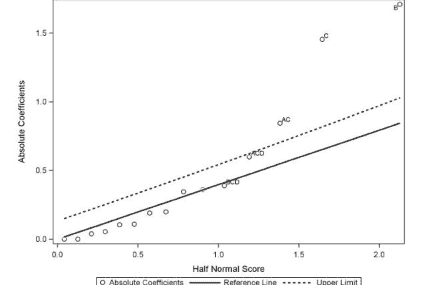 B
1.5
C
Absolute Coefficients
1.0
AC
ACD
0.5
BCD
0.0
0.0 0.5 1.0 1.5 2.0
Half Normal Score
Absolute Coefficients Reference Line Upper Limit